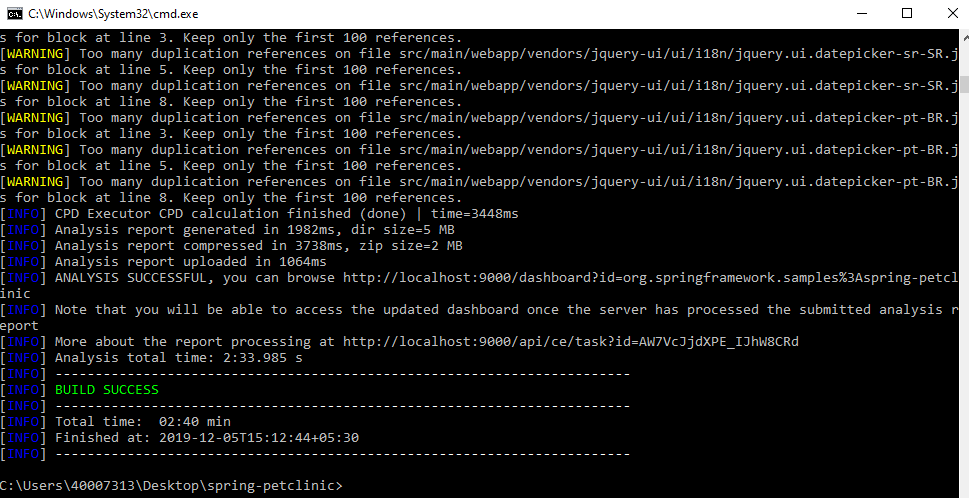 C:\Windows\System32\cmd.exe
s for block at line 3. Keep only the first 100 references.
[WARNING] Too many duplication references on file src/main/webapp/vendors/jquery-ui/ui/i18n/jquery.ui.datepicker-sr-SR.j
s for block at line 5. Keep only the first 100 references.
[WARNING] Too many duplication references on file src/main/webapp/vendors/jquery-ui/ui/i18n/jquery.ui.datepicker-sr-SR.j
s for block at line 8. Keep only the first 100 references.
[WARNING] Too many duplication references on file src/main/webapp/vendors/jquery-ui/ui/i18n/jquery.ui.datepicker-pt-BR.j
s for block at line 3. Keep only the first 100 references.
[WARNING] Too many duplication references on file src/main/webapp/vendors/jquery-ui/ui/i18n/jquery.ui.datepicker-pt-BR.j
s for block at line 5. Keep only the first 100 references.
[WARNING] Too many duplication references on file src/main/webapp/vendors/jquery-ui/ui/i18n/jquery.ui.datepicker-pt-BR.j
s for block at line 8. Keep only the first 100 references.
[INFO] CPD Executor CPD calculation finished (done) | time=3448ms
[INFO] Analysis report generated in 1982ms, dir size=5 MB
[INFO] Analysis report compressed in 3738ms, zip size=2 MB
[INFO] Analysis report uploaded in 1064ms
[INFO] ANALYSIS SUCCESSFUL, you can browse http://localhost:9000/dashboard?id=org.springframework.samples%3Aspring-petcl
inic
[INFO] Note that you will be able to access the updated dashboard once the server has processed the submitted analysis r
eport
[INFO] More about the report processing at http://localhost:9000/api/ce/task?id=AW7VcJjdXPE_IJhW8CRd
[INFO] Analysis total time: 2:33.985 s
[INFO] ------------------------------------------------------------------------
[INFO] BUILD SUCCESS
[INFO] ------------------------------------------------------------------------
[INFO] Total time:  02:40 min
[INFO] Finished at: 2019-12-05T15:12:44+05:30
[INFO] ------------------------------------------------------------------------
C:\Users\40007313\Desktop\spring-petclinic>